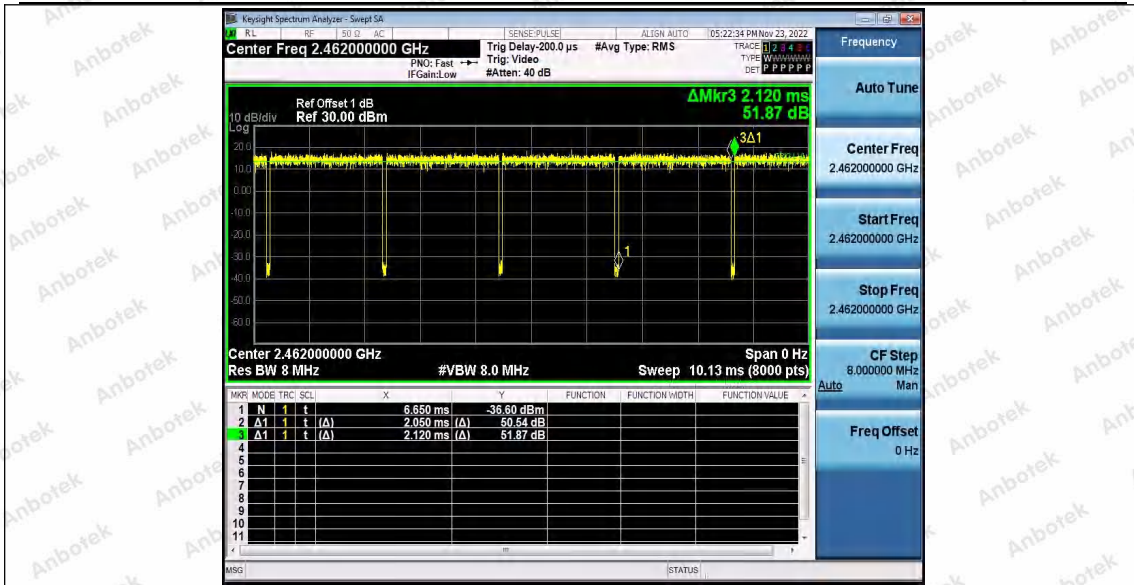 Keysight Spectrum Analyzer - Swept SA
RL RF 50 Ω AC SENSE:PULSE ALIGN AUTO 05:22:34 PM Nov 23, 2022
Center Freq 2.462000000 GHz
PNO: Fast
IFGain:Low
Trig Delay-200.0 µs
Trig: Video
#Atten: 40 dB
#Avg Type: RMS
TRACE 1 2 3 4 5 6
TYPE WWWWWW
DET P P P P P P
Frequency
Auto Tune
Center Freq
2.462000000 GHz
Start Freq
2.462000000 GHz
Stop Freq
2.462000000 GHz
CF Step
8.000000 MHz
Auto Man
Freq Offset
0 Hz
ΔMkr3 2.120 ms
51.87 dB
Ref Offset 1 dB
10 dB/div Ref 30.00 dBm
Log
20.0
10.0
0.00
-10.0
-20.0
-30.0
-40.0
-50.0
-60.0
3Δ1
1
Center 2.462000000 GHz Span 0 Hz
Res BW 8 MHz #VBW 8.0 MHz Sweep 10.13 ms (8000 pts)
MKR MODE TRC SCL X Y FUNCTION FUNCTION WIDTH FUNCTION VALUE
1 N 1 t 6.650 ms -36.60 dBm
2 Δ1 1 t (Δ) 2.050 ms (Δ) 50.54 dB
3 Δ1 1 t (Δ) 2.120 ms (Δ) 51.87 dB
4
5
6
7
8
9
10
11
MSG STATUS
Anbotek